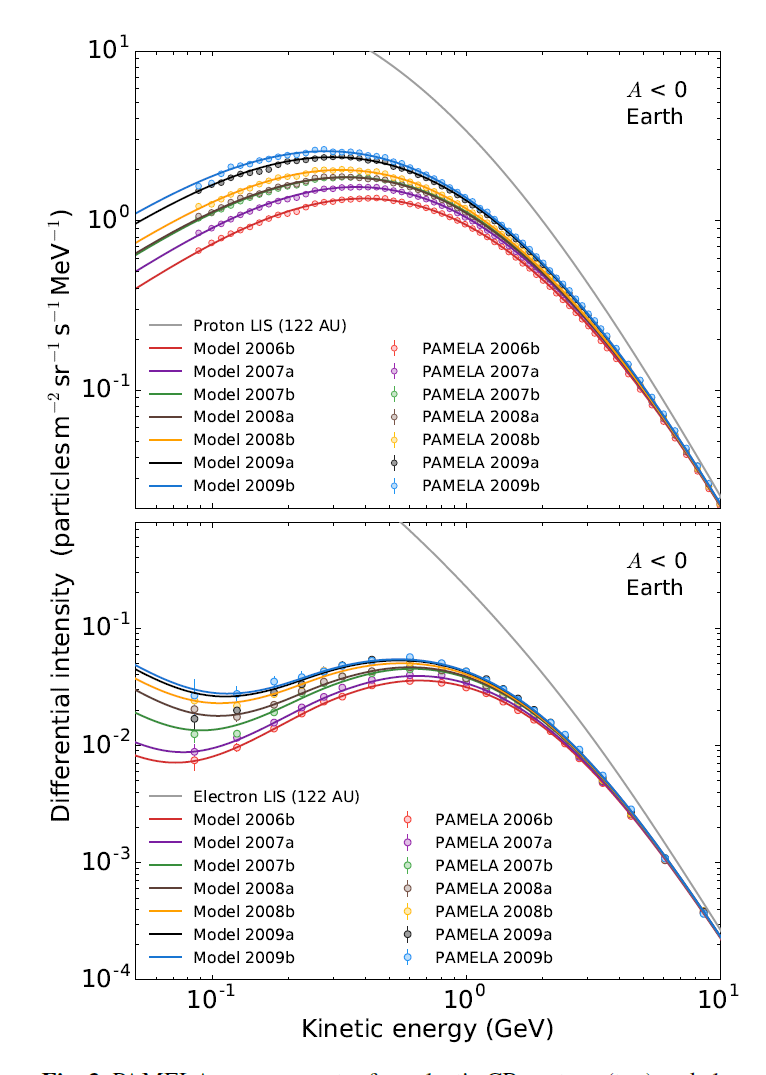 10^1
A < 0
Earth
10^0
10^-1
Proton LIS (122 AU)
Model 2006b PAMELA 2006b
Model 2007a PAMELA 2007a
Model 2007b PAMELA 2007b
Model 2008a PAMELA 2008a
Model 2008b PAMELA 2008b
Model 2009a PAMELA 2009a
Model 2009b PAMELA 2009b
Differential intensity (particles m^-2 sr^-1 s^-1 MeV^-1)
A < 0
Earth
10^-1
10^-2
10^-3
10^-4
Electron LIS (122 AU)
Model 2006b PAMELA 2006b
Model 2007a PAMELA 2007a
Model 2007b PAMELA 2007b
Model 2008a PAMELA 2008a
Model 2008b PAMELA 2008b
Model 2009a PAMELA 2009a
Model 2009b PAMELA 2009b
10^-1 10^0 10^1
Kinetic energy (GeV)